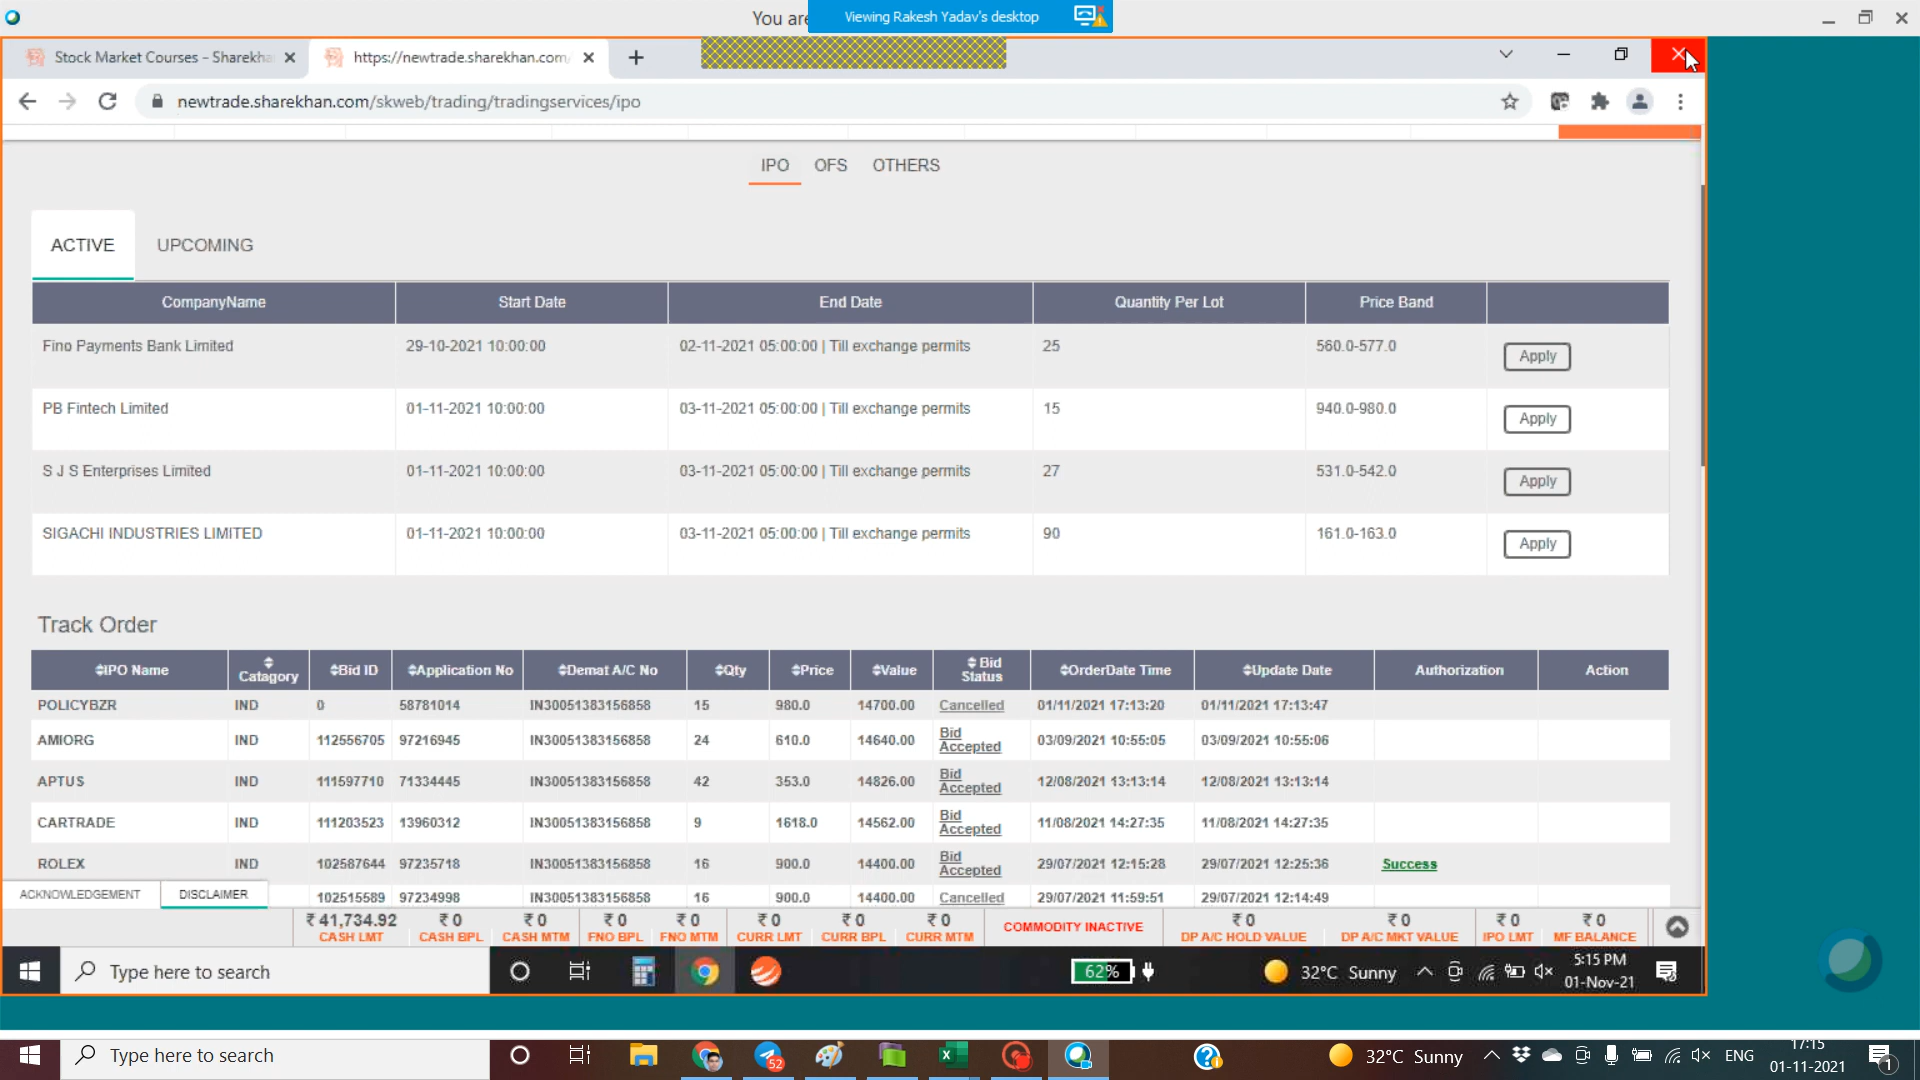 You are
Viewing Rakesh Yadav's desktop
Stock Market Courses - Sharekha
https://newtrade.sharekhan.com/
newtrade.sharekhan.com/skweb/trading/tradingservices/ipo
IPO OFS OTHERS
ACTIVE UPCOMING
CompanyName Start Date End Date Quantity Per Lot Price Band
Fino Payments Bank Limited 29-10-2021 10:00:00 02-11-2021 05:00:00 | Till exchange permits 25 560.0-577.0 Apply
PB Fintech Limited 01-11-2021 10:00:00 03-11-2021 05:00:00 | Till exchange permits 15 940.0-980.0 Apply
S J S Enterprises Limited 01-11-2021 10:00:00 03-11-2021 05:00:00 | Till exchange permits 27 531.0-542.0 Apply
SIGACHI INDUSTRIES LIMITED 01-11-2021 10:00:00 03-11-2021 05:00:00 | Till exchange permits 90 161.0-163.0 Apply
Track Order
IPO Name Catagory Bid ID Application No Demat A/C No Qty Price Value Bid Status OrderDate Time Update Date Authorization Action
POLICYBZR IND 0 58781014 IN30051383156858 15 980.0 14700.00 Cancelled 01/11/2021 17:13:20 01/11/2021 17:13:47
AMIORG IND 112556705 97216945 IN30051383156858 24 610.0 14640.00 Bid Accepted 03/09/2021 10:55:05 03/09/2021 10:55:06
APTUS IND 111597710 71334445 IN30051383156858 42 353.0 14826.00 Bid Accepted 12/08/2021 13:13:14 12/08/2021 13:13:14
CARTRADE IND 111203523 13960312 IN30051383156858 9 1618.0 14562.00 Bid Accepted 11/08/2021 14:27:35 11/08/2021 14:27:35
ROLEX IND 102587644 97235718 IN30051383156858 16 900.0 14400.00 Bid Accepted 29/07/2021 12:15:28 29/07/2021 12:25:36 Success
102515589 97234998 IN30051383156858 16 900.0 14400.00 Cancelled 29/07/2021 11:59:51 29/07/2021 12:14:49
ACKNOWLEDGEMENT DISCLAIMER
₹ 41,734.92 ₹ 0 ₹ 0 ₹ 0 ₹ 0 ₹ 0 ₹ 0 ₹ 0 COMMODITY INACTIVE ₹ 0 ₹ 0 ₹ 0 ₹ 0
CASH LMT CASH BPL CASH MTM FNO BPL FNO MTM CURR LMT CURR BPL CURR MTM DP A/C HOLD VALUE DP A/C MKT VALUE IPO LMT MF BALANCE
Type here to search 62% 32°C Sunny 5:15 PM
01-Nov-21
Type here to search 52 32°C Sunny ENG 17:15
01-11-2021 1